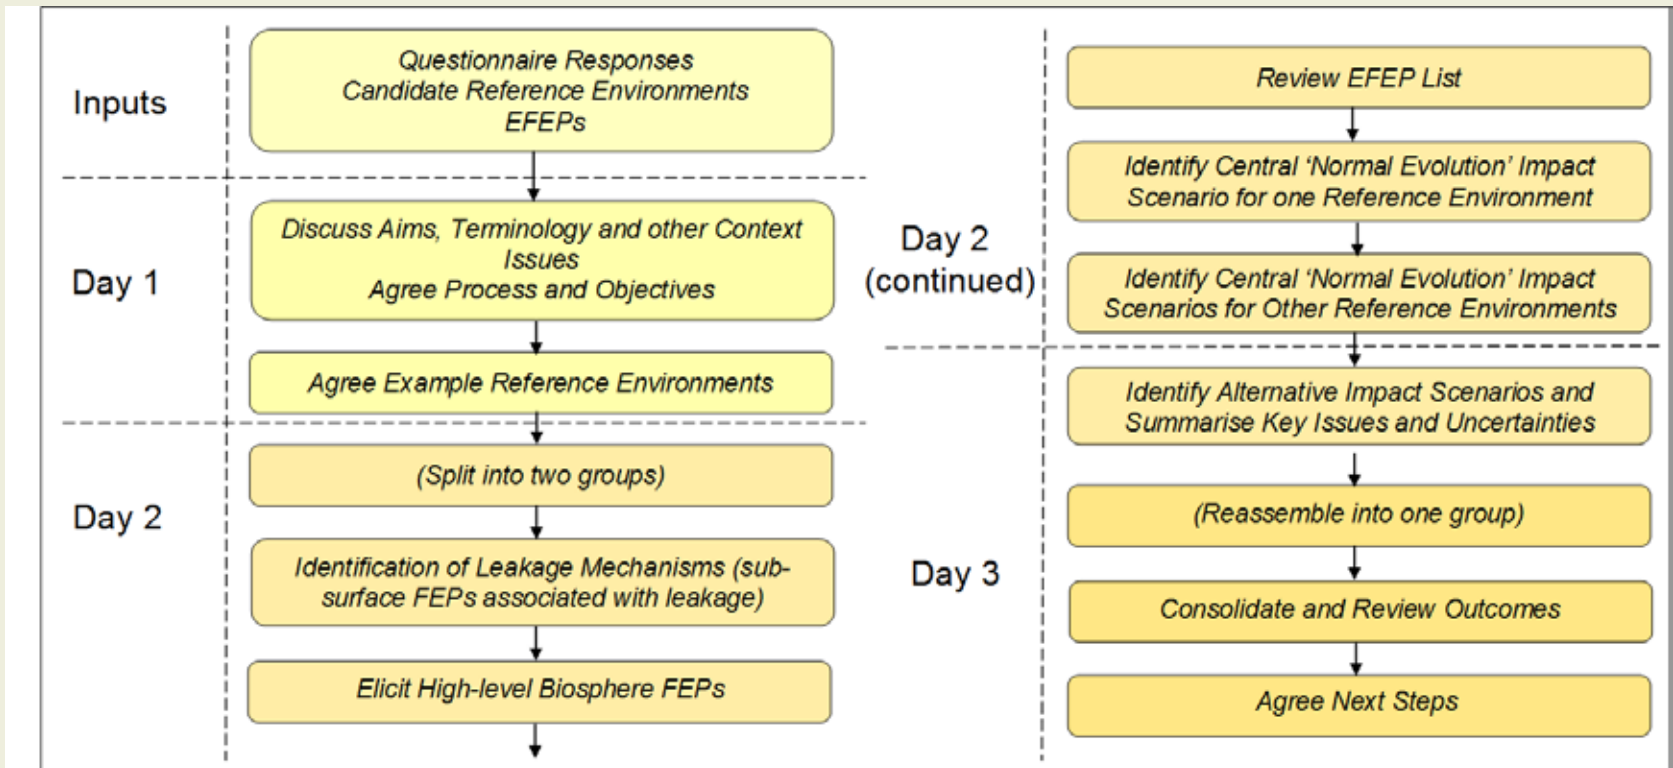 Inputs
Questionnaire Responses
Candidate Reference Environments
EFEPs
Day 1
Discuss Aims, Terminology and other Context
Issues
Agree Process and Objectives
Agree Example Reference Environments
Day 2
(Split into two groups)
Identification of Leakage Mechanisms (sub-
surface FEPs associated with leakage)
Elicit High-level Biosphere FEPs
Day 2
(continued)
Review EFEP List
Identify Central ‘Normal Evolution’ Impact
Scenario for one Reference Environment
Identify Central ‘Normal Evolution’ Impact
Scenarios for Other Reference Environments
Day 3
Identify Alternative Impact Scenarios and
Summarise Key Issues and Uncertainties
(Reassemble into one group)
Consolidate and Review Outcomes
Agree Next Steps